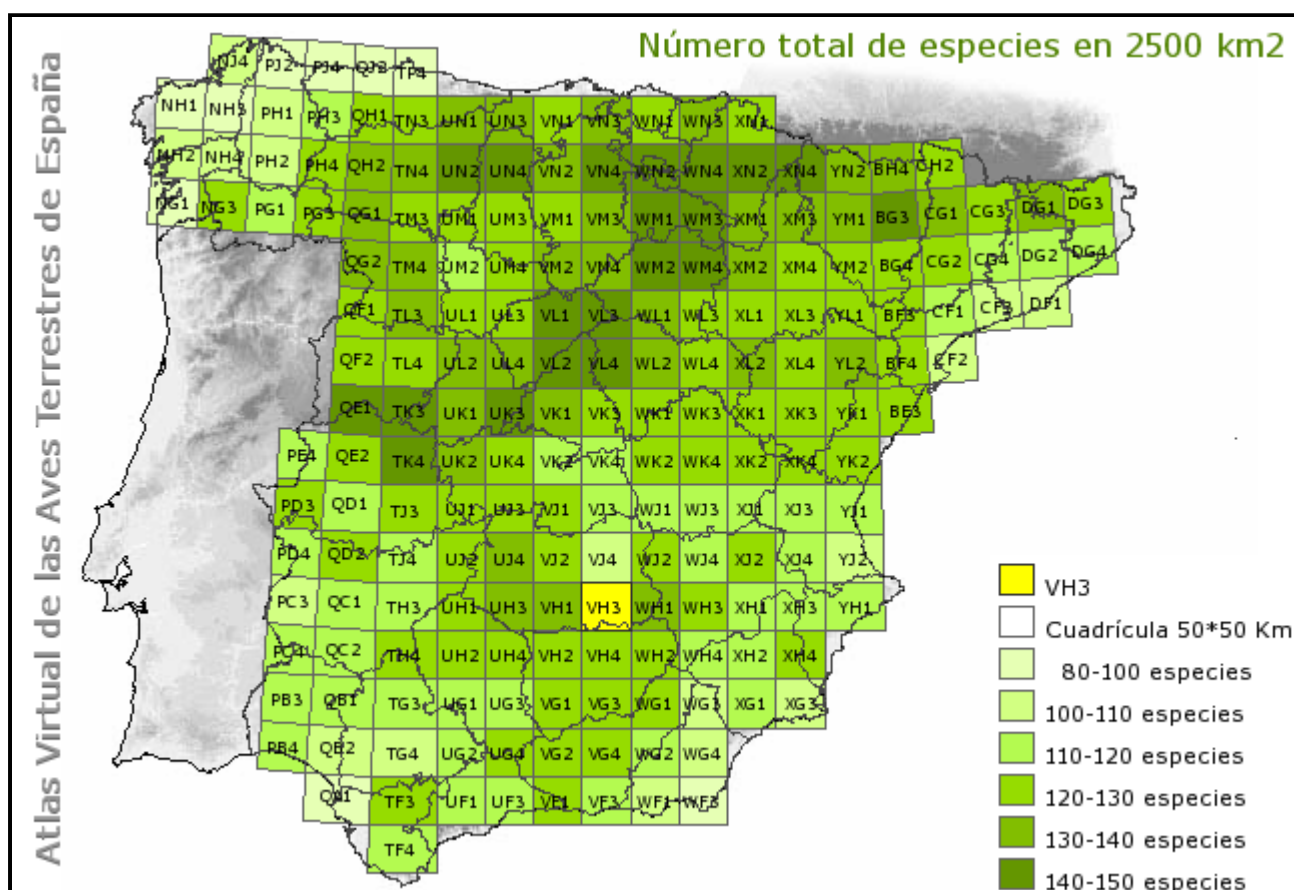 Número total de especies en 2500 km2
Atlas Virtual de las Aves Terrestres de España
NJ4 PJ2 PJ4 QJ2 TP4
NH1 NH3 PH1 PH3 QH1 TN3 UN1 UN3 VN1 VN3 WN1 WN3 XN1
NH2 NH4 PH2 PH4 QH2 TN4 UN2 UN4 VN2 VN4 WN2 WN4 XN2 XN4 YN2 BH4 CH2
NG1 NG3 PG1 PG3 QG1 TM3 UM1 UM3 VM1 VM3 WM1 WM3 XM1 XM3 YM1 BG3 CG1 CG3 DG1 DG3
QG2 TM4 UM2 UM4 VM2 VN4 WM2 WM4 XM2 XM4 YM2 BG4 CG2 CG4 DG2 DG4
QF1 TL3 UL1 UL3 VL1 VL3 WL1 WL3 XL1 XL3 YL1 BF3 CF1 CF3 DF1
QF2 TL4 UL2 UL4 VL2 VL4 WL2 WL4 XL2 XL4 YL2 BF4 CF2
QE1 TK3 UK1 UK3 VK1 VK3 WK1 WK3 XK1 XK3 YK1 BE3
PE4 QE2 TK4 UK2 UK4 VK2 VK4 WK2 WK4 XK2 XK4 YK2
PD3 QD1 TJ3 UJ1 UJ3 VJ1 VJ3 WJ1 WJ3 XJ1 XJ3 YJ1
PD4 QD2 TJ4 UJ2 UJ4 VJ2 VJ4 WJ2 WJ4 XJ2 XJ4 YJ2
PC3 QC1 TH3 UH1 UH3 VH1 VH3 WH1 WH3 XH1 XH3 YH1
PC4 QC2 TH4 UH2 UH4 VH2 VH4 WH2 WH4 XH2 XH4
PB3 QB1 TG3 UG1 UG3 VG1 VG3 WG1 WG3 XG1 XG3
PB4 QB2 TG4 UG2 UG4 VG2 VG4 WG2 WG4
TF3 UF1 UF3 VF1 VF3 WF1 WF3
TF4
VH3
Cuadrícula 50*50 Km
80-100 especies
100-110 especies
110-120 especies
120-130 especies
130-140 especies
140-150 especies